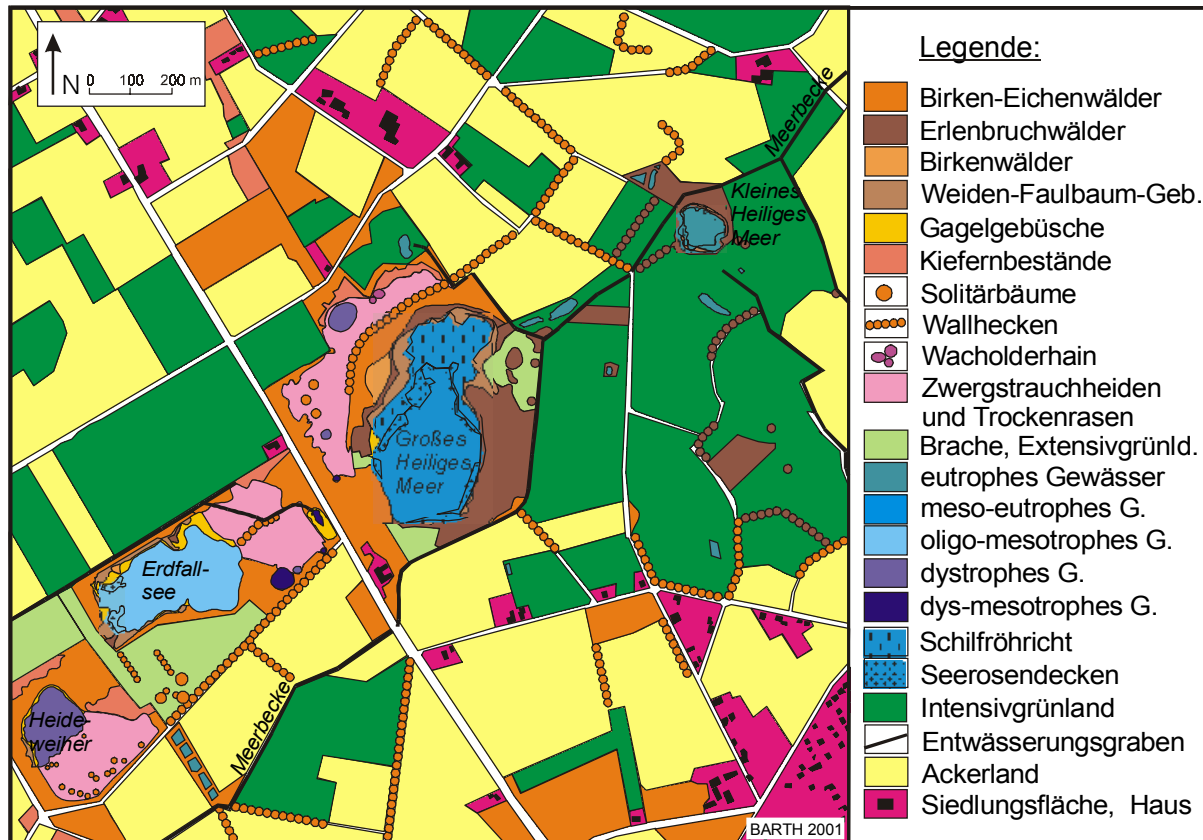 N
0 100 200 m
Meerbecke
Kleines
Heiliges
Meer
Großes
Heiliges
Meer
Erdfall-
see
Heide-
weiher
Meerbecke
BARTH 2001
Legende:
Birken-Eichenwälder
Erlenbruchwälder
Birkenwälder
Weiden-Faulbaum-Geb.
Gagelgebüsche
Kiefernbestände
Solitärbäume
Wallhecken
Wacholderhain
Zwergstrauchheiden
und Trockenrasen
Brache, Extensivgrünld.
eutrophes Gewässer
meso-eutrophes G.
oligo-mesotrophes G.
dystrophes G.
dys-mesotrophes G.
Schilfröhricht
Seerosendecken
Intensivgrünland
Entwässerungsgraben
Ackerland
Siedlungsfläche, Haus